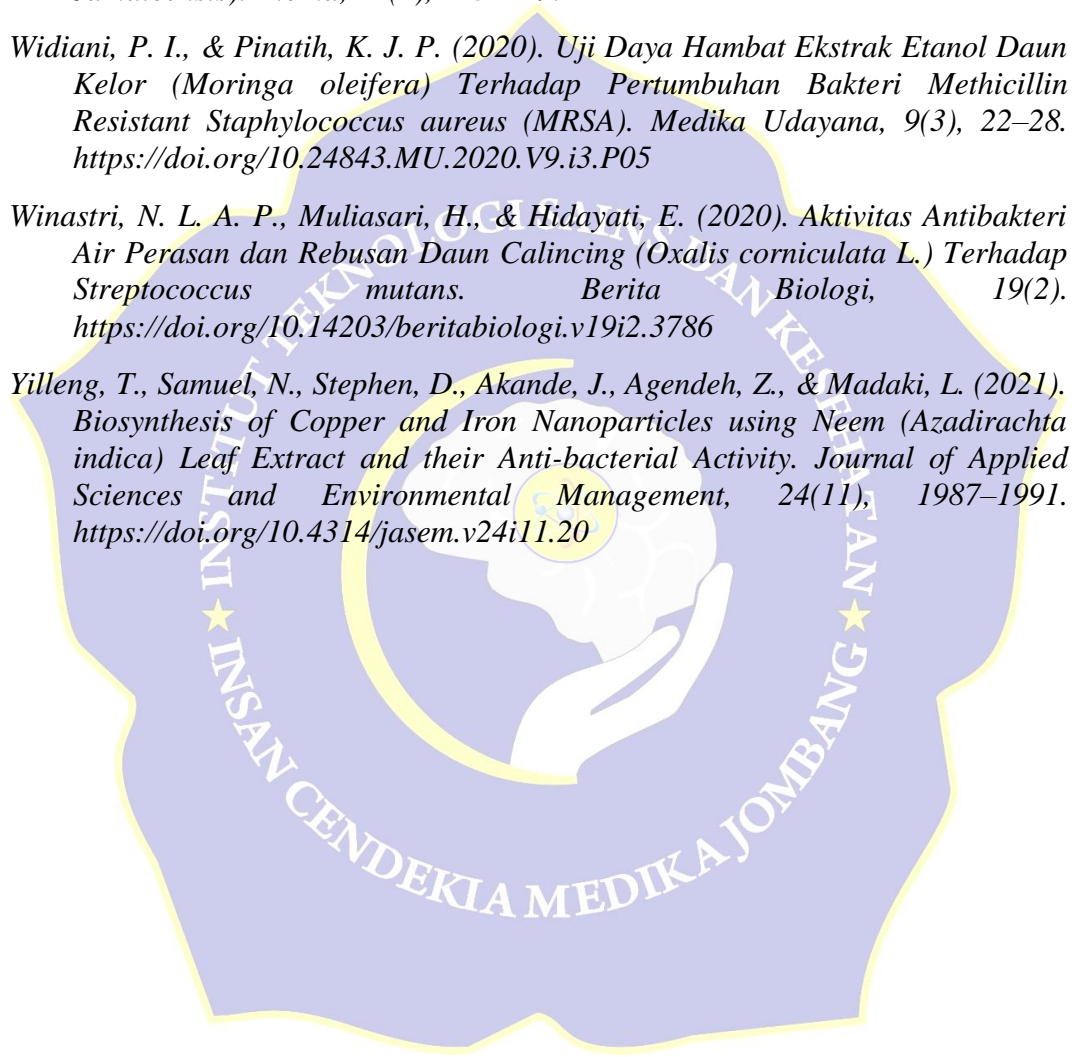 Widiani, P. I., & Pinatih, K. J. P. (2020). Uji Daya Hambat Ekstrak Etanol Daun
Kelor (Moringa oleifera) Terhadap Pertumbuhan Bakteri Methicillin
Resistant Staphylococcus aureus (MRSA). Medika Udayana, 9(3), 22–28.
https://doi.org/10.24843.MU.2020.V9.i3.P05
Winastri, N. L. A. P., Muliasari, H., & Hidayati, E. (2020). Aktivitas Antibakteri
Air Perasan dan Rebusan Daun Calincing (Oxalis corniculata L.) Terhadap
Streptococcus mutans. Berita Biologi, 19(2).
https://doi.org/10.14203/beritabiologi.v19i2.3786
Yilleng, T., Samuel, N., Stephen, D., Akande, J., Agendeh, Z., & Madaki, L. (2021).
Biosynthesis of Copper and Iron Nanoparticles using Neem (Azadirachta
indica) Leaf Extract and their Anti-bacterial Activity. Journal of Applied
Sciences and Environmental Management, 24(11), 1987–1991.
https://doi.org/10.4314/jasem.v24i11.20
INSTITUT TEKNOLOGI SAINS DAN KESEHATAN
INSAN CENDEKIA MEDIKA JOMBANG